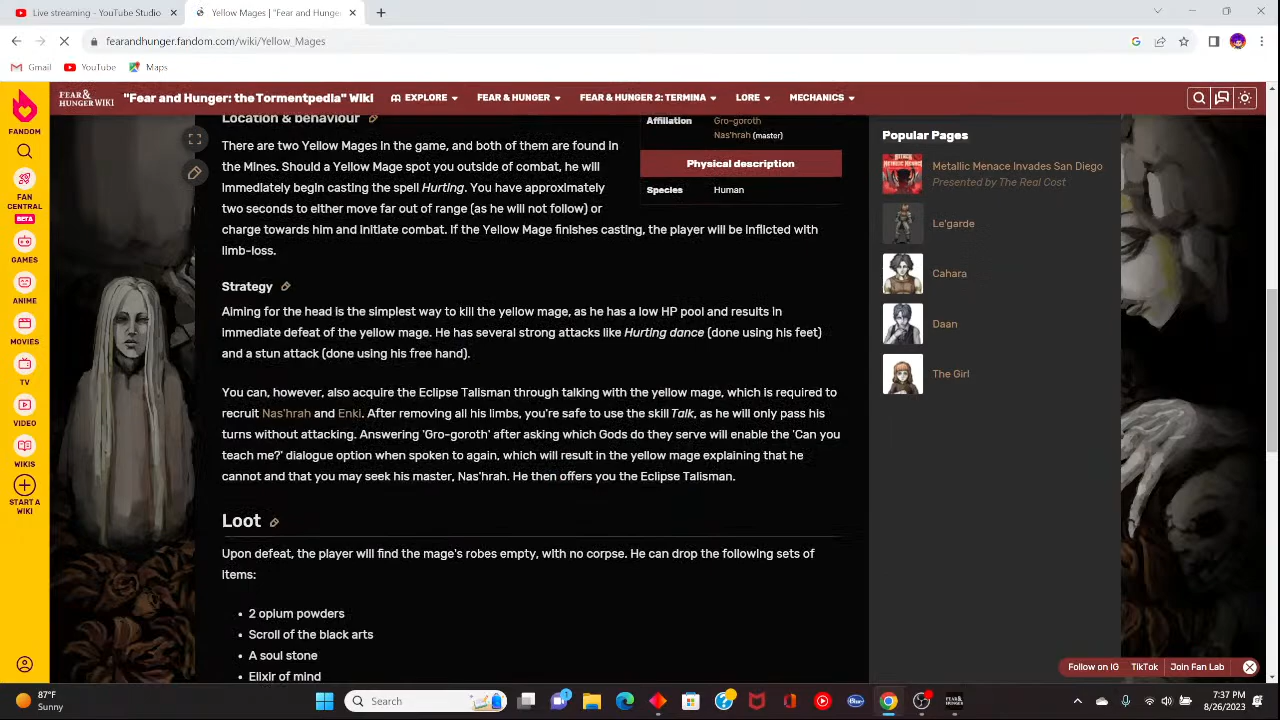 Live streaming - YouTube Studio
Yellow Mages | "Fear and Hunger:
fearandhunger.fandom.com/wiki/Yellow_Mages
Gmail
YouTube
Maps
FEAR &
HUNGER WIKI
"Fear and Hunger: the Tormentpedia" Wiki
EXPLORE
FEAR & HUNGER
FEAR & HUNGER 2: TERMINA
LORE
MECHANICS
FANDOM
FAN
CENTRAL
BETA
GAMES
ANIME
MOVIES
TV
VIDEO
WIKIS
START A
WIKI
Location & behaviour
There are two Yellow Mages in the game, and both of them are found in
the Mines. Should a Yellow Mage spot you outside of combat, he will
immediately begin casting the spell Hurting. You have approximately
two seconds to either move far out of range (as he will not follow) or
charge towards him and initiate combat. If the Yellow Mage finishes casting, the player will be inflicted with
limb-loss.
Affiliation
Gro-goroth
Nas'hrah (master)
Physical description
Species
Human
Strategy
Aiming for the head is the simplest way to kill the yellow mage, as he has a low HP pool and results in
immediate defeat of the yellow mage. He has several strong attacks like Hurting dance (done using his feet)
and a stun attack (done using his free hand).
You can, however, also acquire the Eclipse Talisman through talking with the yellow mage, which is required to
recruit Nas'hrah and Enki. After removing all his limbs, you're safe to use the skill Talk, as he will only pass his
turns without attacking. Answering 'Gro-goroth' after asking which Gods do they serve will enable the 'Can you
teach me?' dialogue option when spoken to again, which will result in the yellow mage explaining that he
cannot and that you may seek his master, Nas'hrah. He then offers you the Eclipse Talisman.
Loot
Upon defeat, the player will find the mage's robes empty, with no corpse. He can drop the following sets of
items:
2 opium powders
Scroll of the black arts
A soul stone
Elixir of mind
Popular Pages
Metallic Menace Invades San Diego
Presented by The Real Cost
Le'garde
Cahara
Daan
The Girl
Follow on IG
TikTok
Join Fan Lab
87°F
Sunny
Search
7:37 PM
8/26/2023